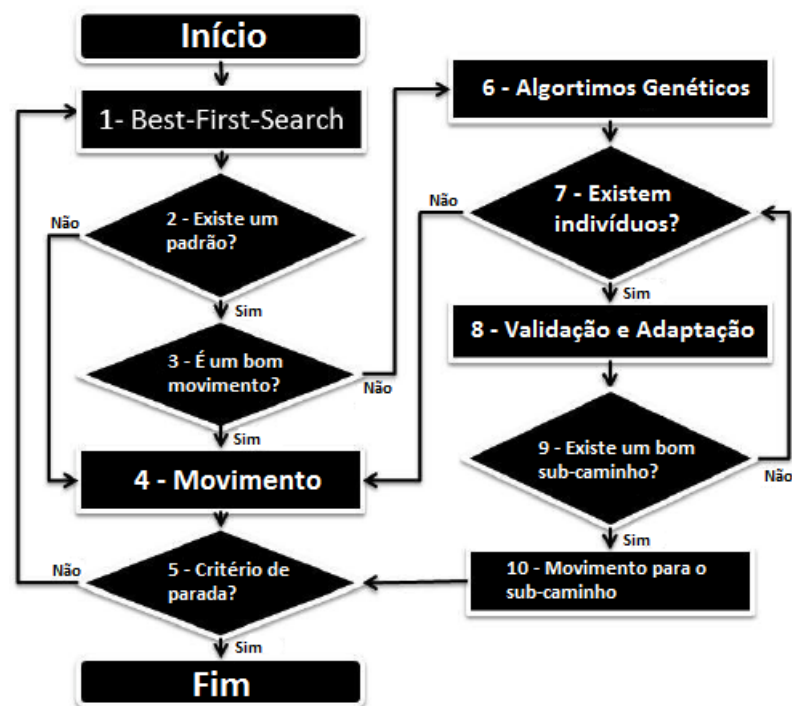 Início
1- Best-First-Search
2 - Existe um
padrão?
Não
Sim
3 - É um bom
movimento?
Não
Sim
4 - Movimento
5 - Critério de
parada?
Não
Sim
Fim
6 - Algortimos Genéticos
7 - Existem
indivíduos?
Não
Sim
8 - Validação e Adaptação
9 - Existe um bom
sub-caminho?
Não
Sim
10 - Movimento para o
sub-caminho